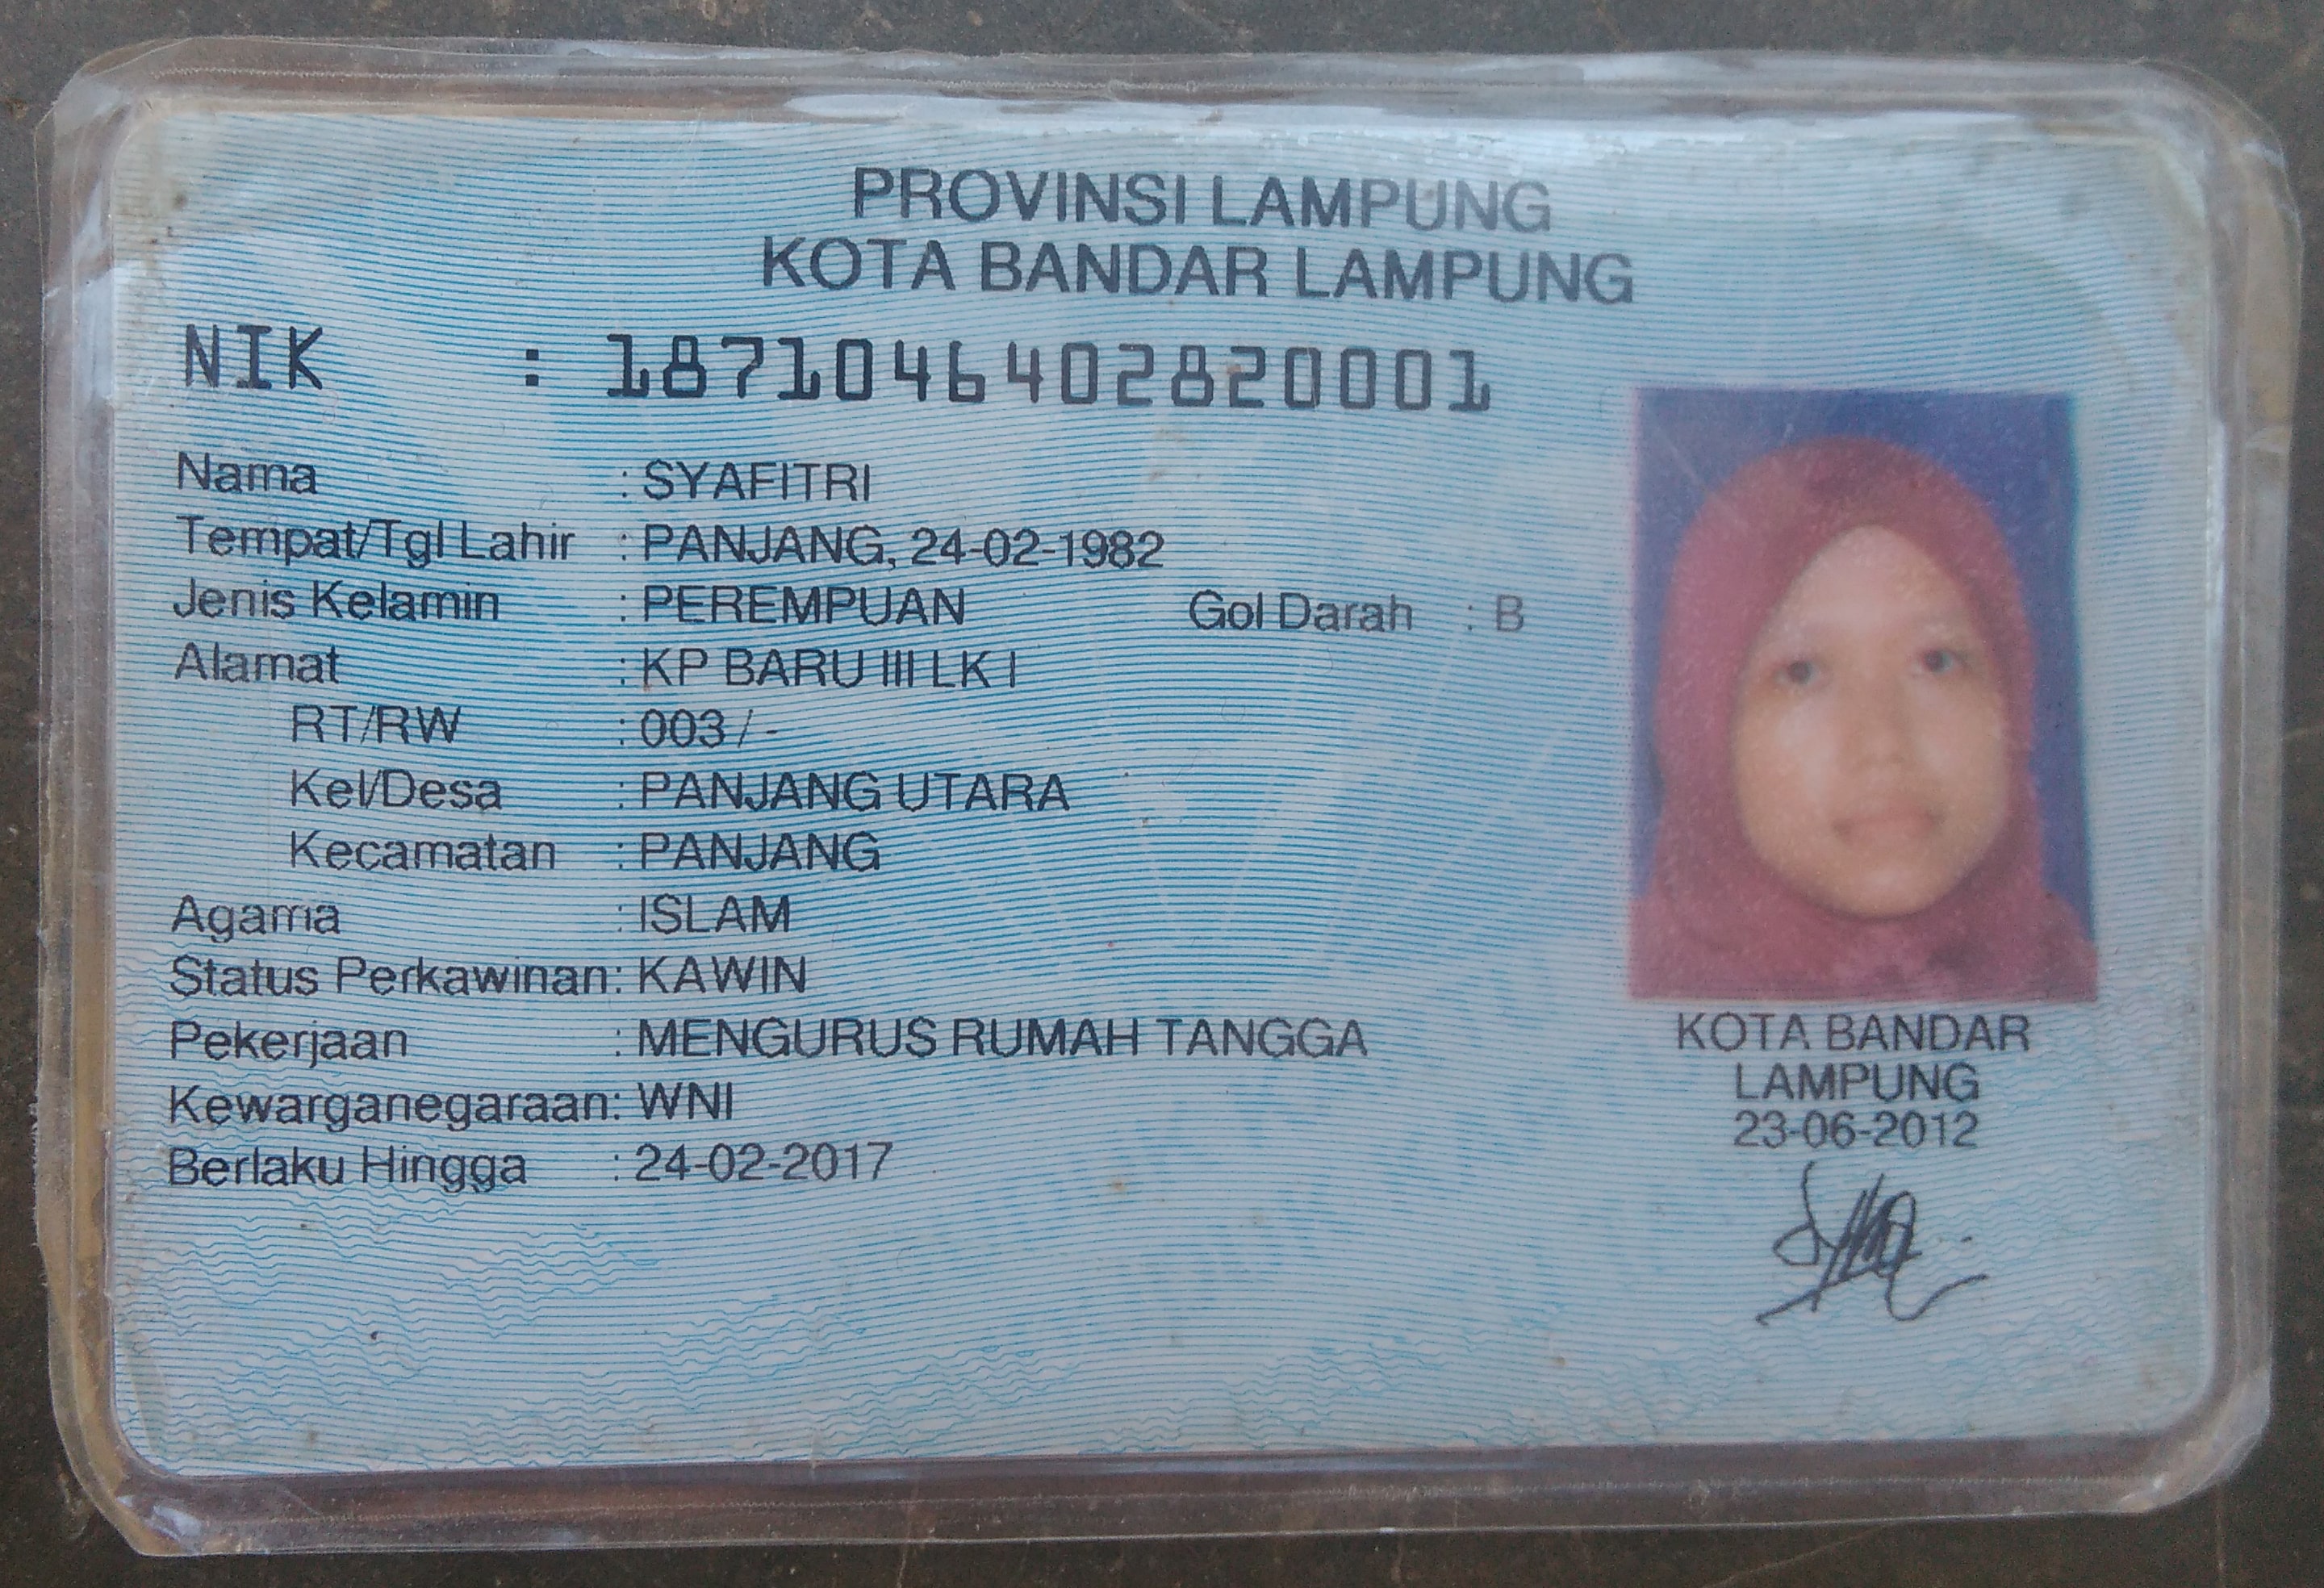 PROVINSI LAMPUNG
KOTA BANDAR LAMPUNG
NIK : 1871046402820001
Nama : SYAFITRI
Tempat/Tgl Lahir : PANJANG, 24-02-1982
Jenis Kelamin : PEREMPUAN Gol Darah : B
Alamat : KP BARU III LK I
RT/RW : 003 / -
Kel/Desa : PANJANG UTARA
Kecamatan : PANJANG
Agama : ISLAM
Status Perkawinan: KAWIN
Pekerjaan : MENGURUS RUMAH TANGGA
Kewarganegaraan: WNI
Berlaku Hingga : 24-02-2017
KOTA BANDAR
LAMPUNG
23-06-2012